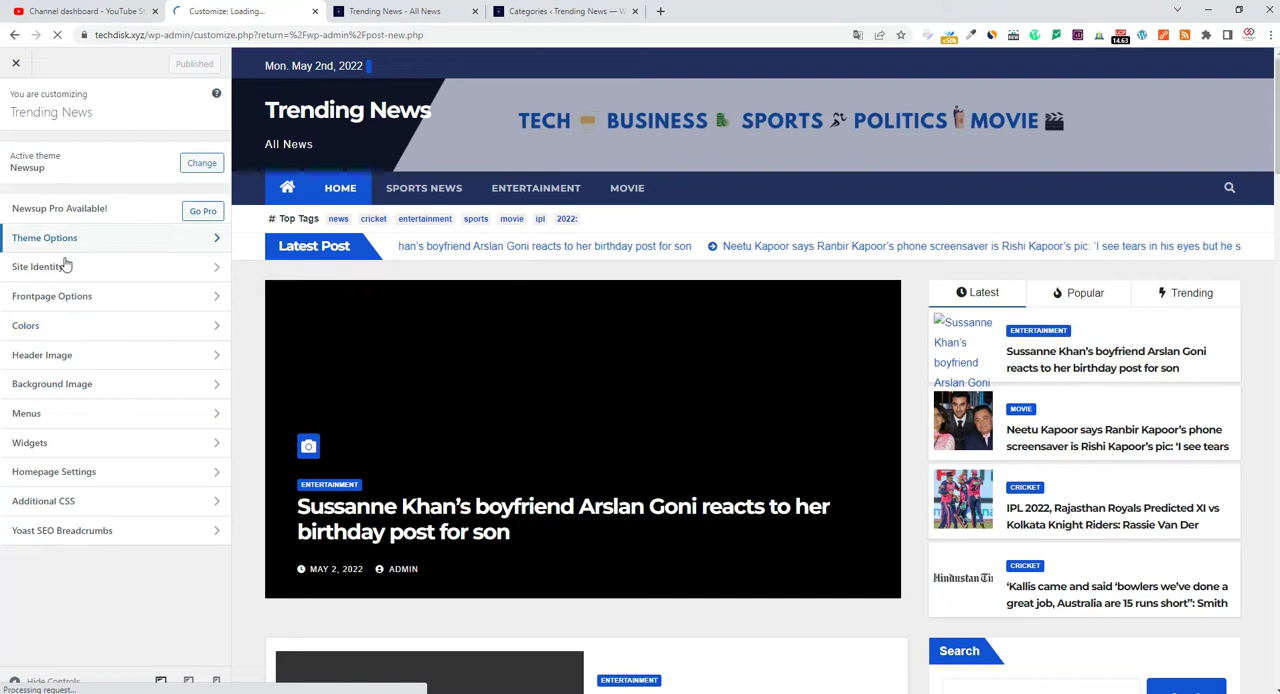 Channel dashboard - YouTube St
Customize: Loading...
Trending News - All News
Categories ‹ Trending News — W
techdisk.xyz/wp-admin/customize.php?return=%2Fwp-admin%2Fpost-new.php
Published
You are customizing
Trending News
Active theme
Newsup
Change
Newsup Pro Available!
Go Pro
Theme Options
Site Identity
Frontpage Options
Colors
Header Image
Background Image
Menus
Widgets
Homepage Settings
Additional CSS
Yoast SEO Breadcrumbs
Hide Controls
Processing request...
Mon. May 2nd, 2022
Trending News
All News
TECH BUSINESS SPORTS POLITICS MOVIE
HOME SPORTS NEWS ENTERTAINMENT MOVIE
# Top Tags news cricket entertainment sports movie ipl 2022:
Latest Post
han's boyfriend Arslan Goni reacts to her birthday post for son
Neetu Kapoor says Ranbir Kapoor's phone screensaver is Rishi Kapoor's pic: 'I see tears in his eyes but he s
ENTERTAINMENT
Sussanne Khan's boyfriend Arslan Goni reacts to her
birthday post for son
MAY 2, 2022 ADMIN
ENTERTAINMENT
Latest Popular Trending
Sussanne
Khan's
boyfriend
Arslan Goni
ENTERTAINMENT
Sussanne Khan's boyfriend Arslan Goni
reacts to her birthday post for son
MOVIE
Neetu Kapoor says Ranbir Kapoor's phone
screensaver is Rishi Kapoor's pic: 'I see tears
CRICKET
IPL 2022, Rajasthan Royals Predicted XI vs
Kolkata Knight Riders: Rassie Van Der
Hindustan Tim
CRICKET
'Kallis came and said 'bowlers we've done a
great job, Australia are 15 runs short": Smith
Search